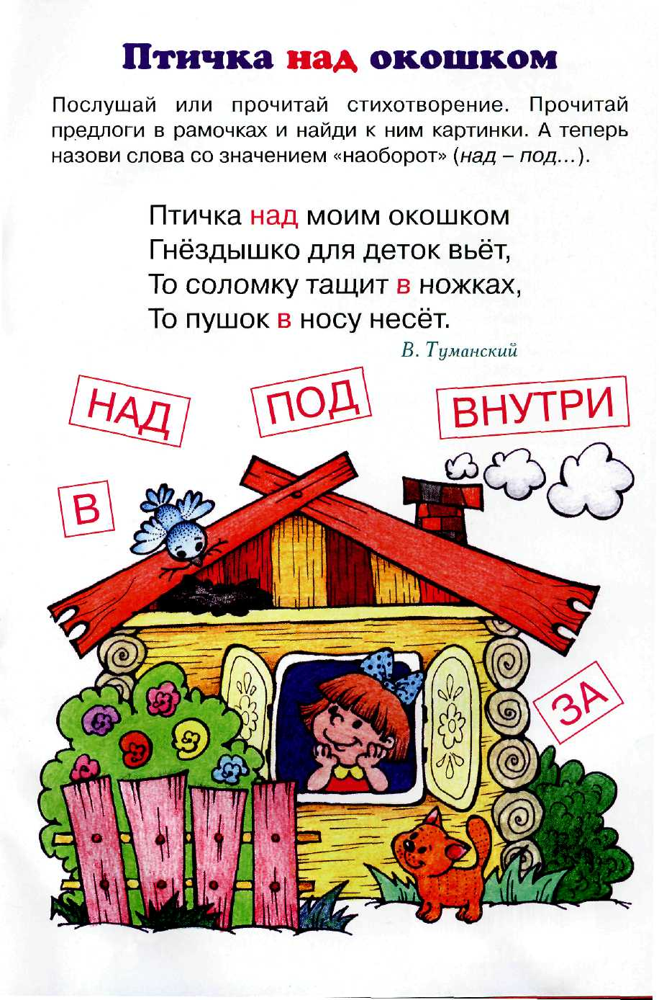 Птичка над окошком
Послушай или прочитай стихотворение. Прочитай
предлоги в рамочках и найди к ним картинки. А теперь
назови слова со значением «наоборот» (над – под...).
Птичка над моим окошком
Гнёздышко для деток вьёт,
То соломку тащит в ножках,
То пушок в носу несёт.
В. Туманский
НАД
ПОД
ВНУТРИ
В
ЗА